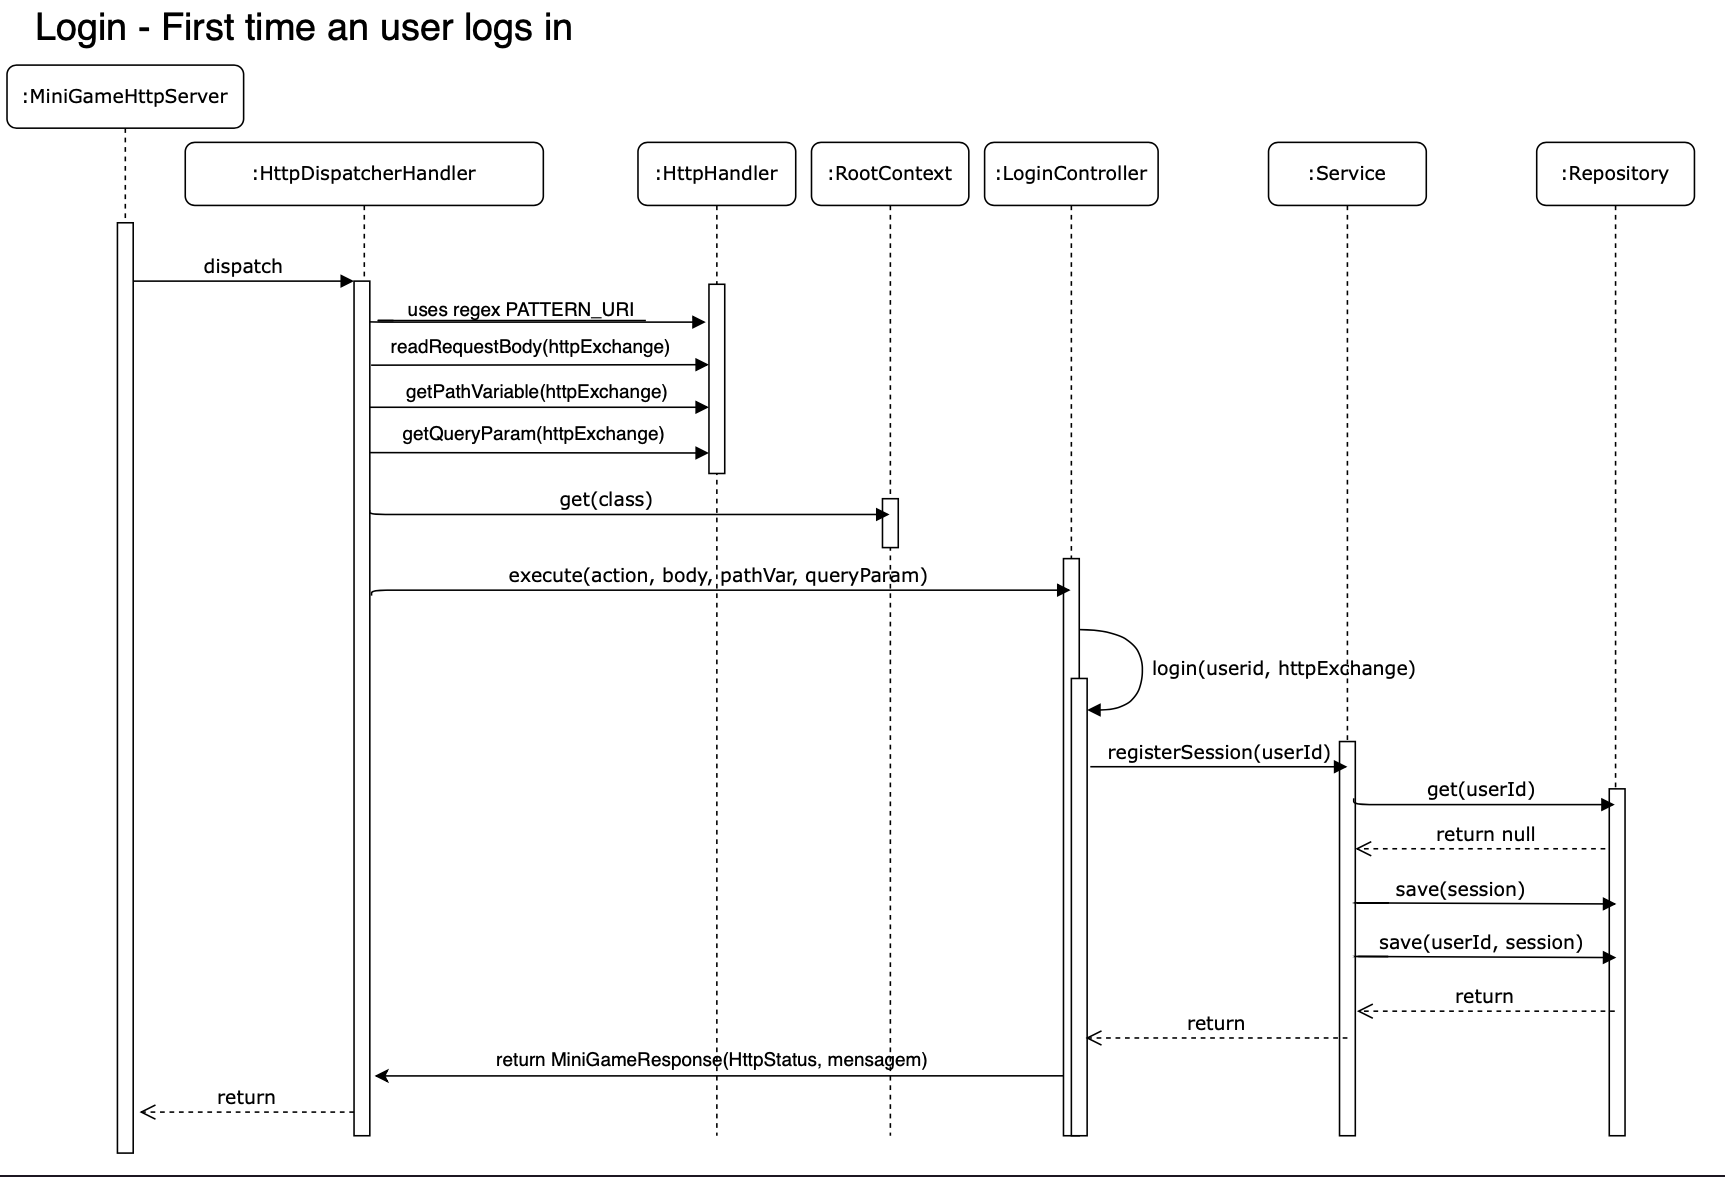 Login - First time an user logs in
:MiniGameHttpServer
:HttpDispatcherHandler
:HttpHandler
:RootContext
:LoginController
:Service
:Repository
dispatch
uses regex PATTERN_URI
readRequestBody(httpExchange)
getPathVariable(httpExchange)
getQueryParam(httpExchange)
get(class)
execute(action, body, pathVar, queryParam)
login(userid, httpExchange)
registerSession(userId)
get(userId)
return null
save(session)
save(userId, session)
return
return
return MiniGameResponse(HttpStatus, mensagem)
return